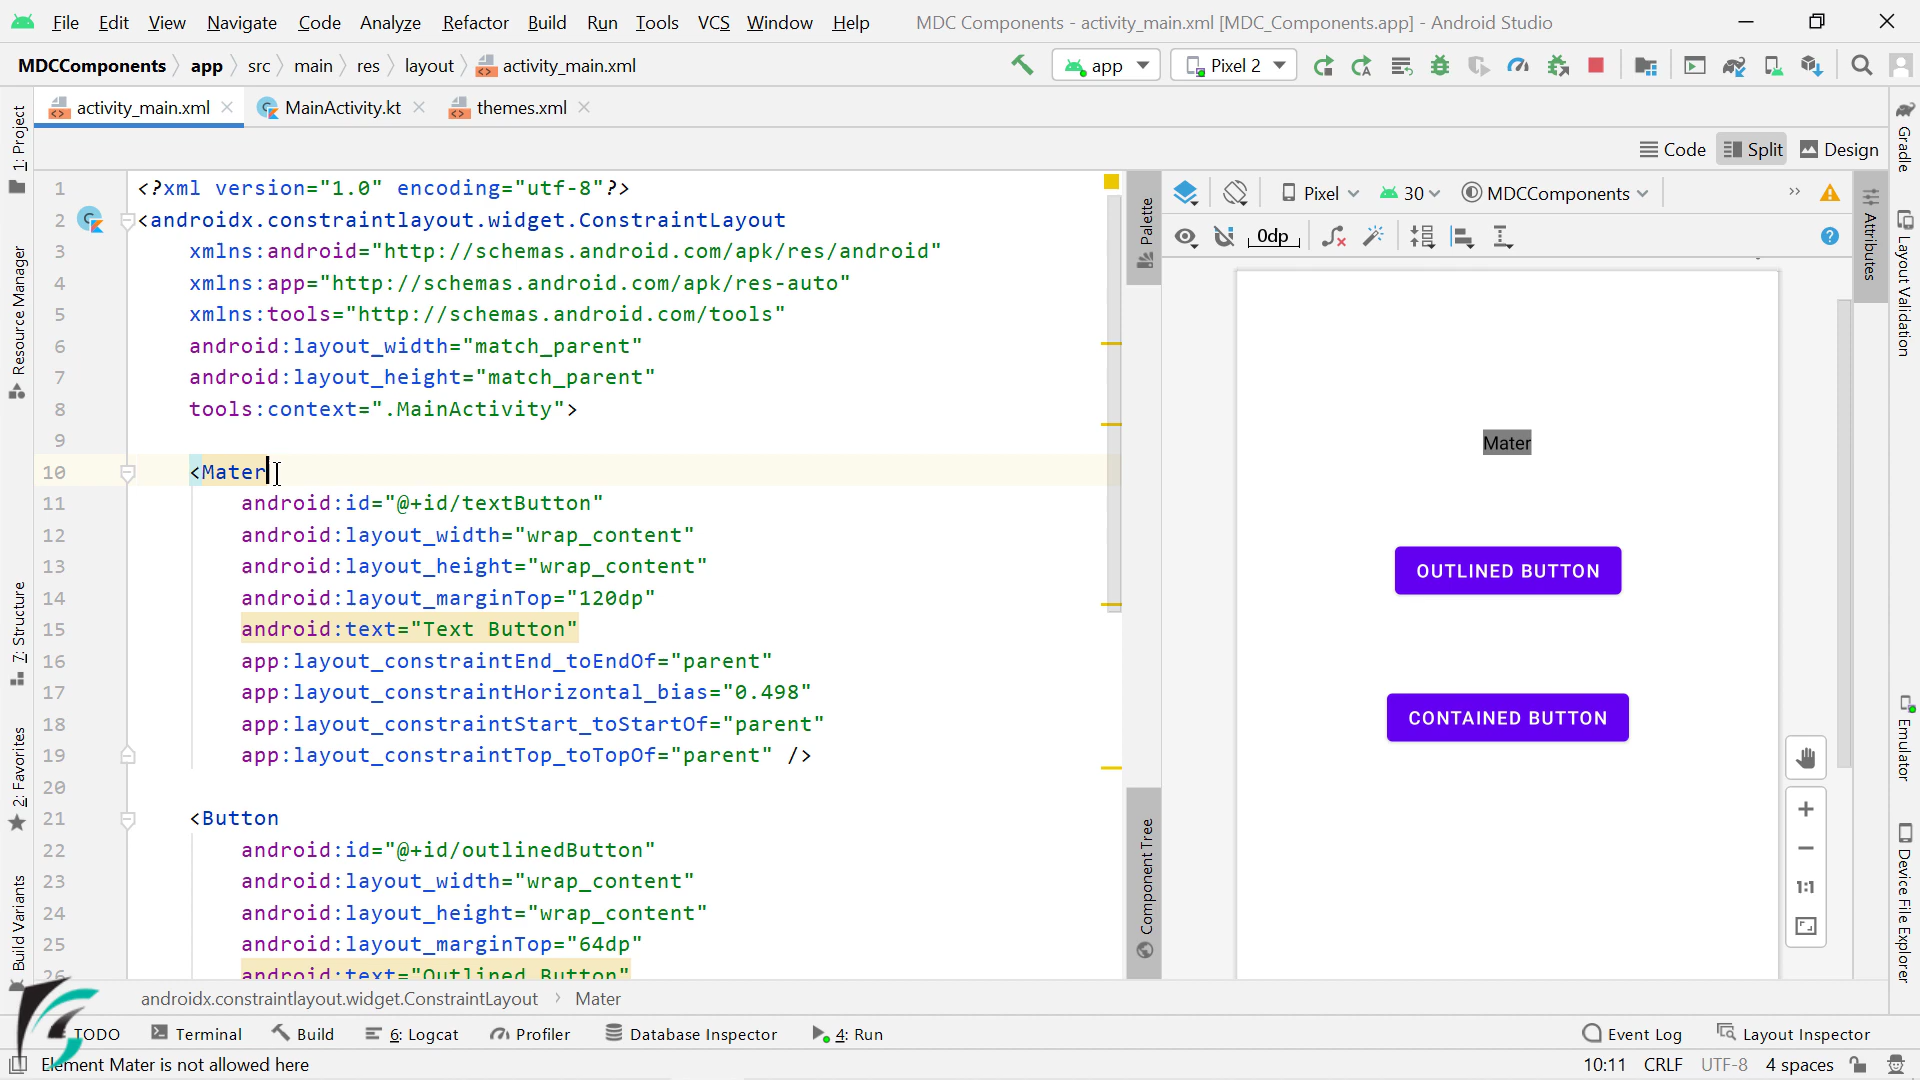 File Edit View Navigate Code Analyze Refactor Build Run Tools VCS Window Help MDC Components - activity_main.xml [MDC_Components.app] - Android Studio
MDCComponents app src main res layout activity_main.xml app Pixel 2
activity_main.xml MainActivity.kt themes.xml
Code Split Design
1 <?xml version="1.0" encoding="utf-8"?>
2 <androidx.constraintlayout.widget.ConstraintLayout
3 xmlns:android="http://schemas.android.com/apk/res/android"
4 xmlns:app="http://schemas.android.com/apk/res-auto"
5 xmlns:tools="http://schemas.android.com/tools"
6 android:layout_width="match_parent"
7 android:layout_height="match_parent"
8 tools:context=".MainActivity">
9
10 <Mater
11 android:id="@+id/textButton"
12 android:layout_width="wrap_content"
13 android:layout_height="wrap_content"
14 android:layout_marginTop="120dp"
15 android:text="Text Button"
16 app:layout_constraintEnd_toEndOf="parent"
17 app:layout_constraintHorizontal_bias="0.498"
18 app:layout_constraintStart_toStartOf="parent"
19 app:layout_constraintTop_toTopOf="parent" />
20
21 <Button
22 android:id="@+id/outlinedButton"
23 android:layout_width="wrap_content"
24 android:layout_height="wrap_content"
25 android:layout_marginTop="64dp"
26 android:text="Outlined Button"
1: Project
Resource Manager
7: Structure
2: Favorites
Build Variants
Palette
Component Tree
Pixel 30 MDCComponents
0dp
Mater
OUTLINED BUTTON
CONTAINED BUTTON
1:1
Attributes
Gradle
Layout Validation
Emulator
Device File Explorer
androidx.constraintlayout.widget.ConstraintLayout Mater
TODO Terminal Build 6: Logcat Profiler Database Inspector 4: Run Event Log Layout Inspector
Element Mater is not allowed here 10:11 CRLF UTF-8 4 spaces